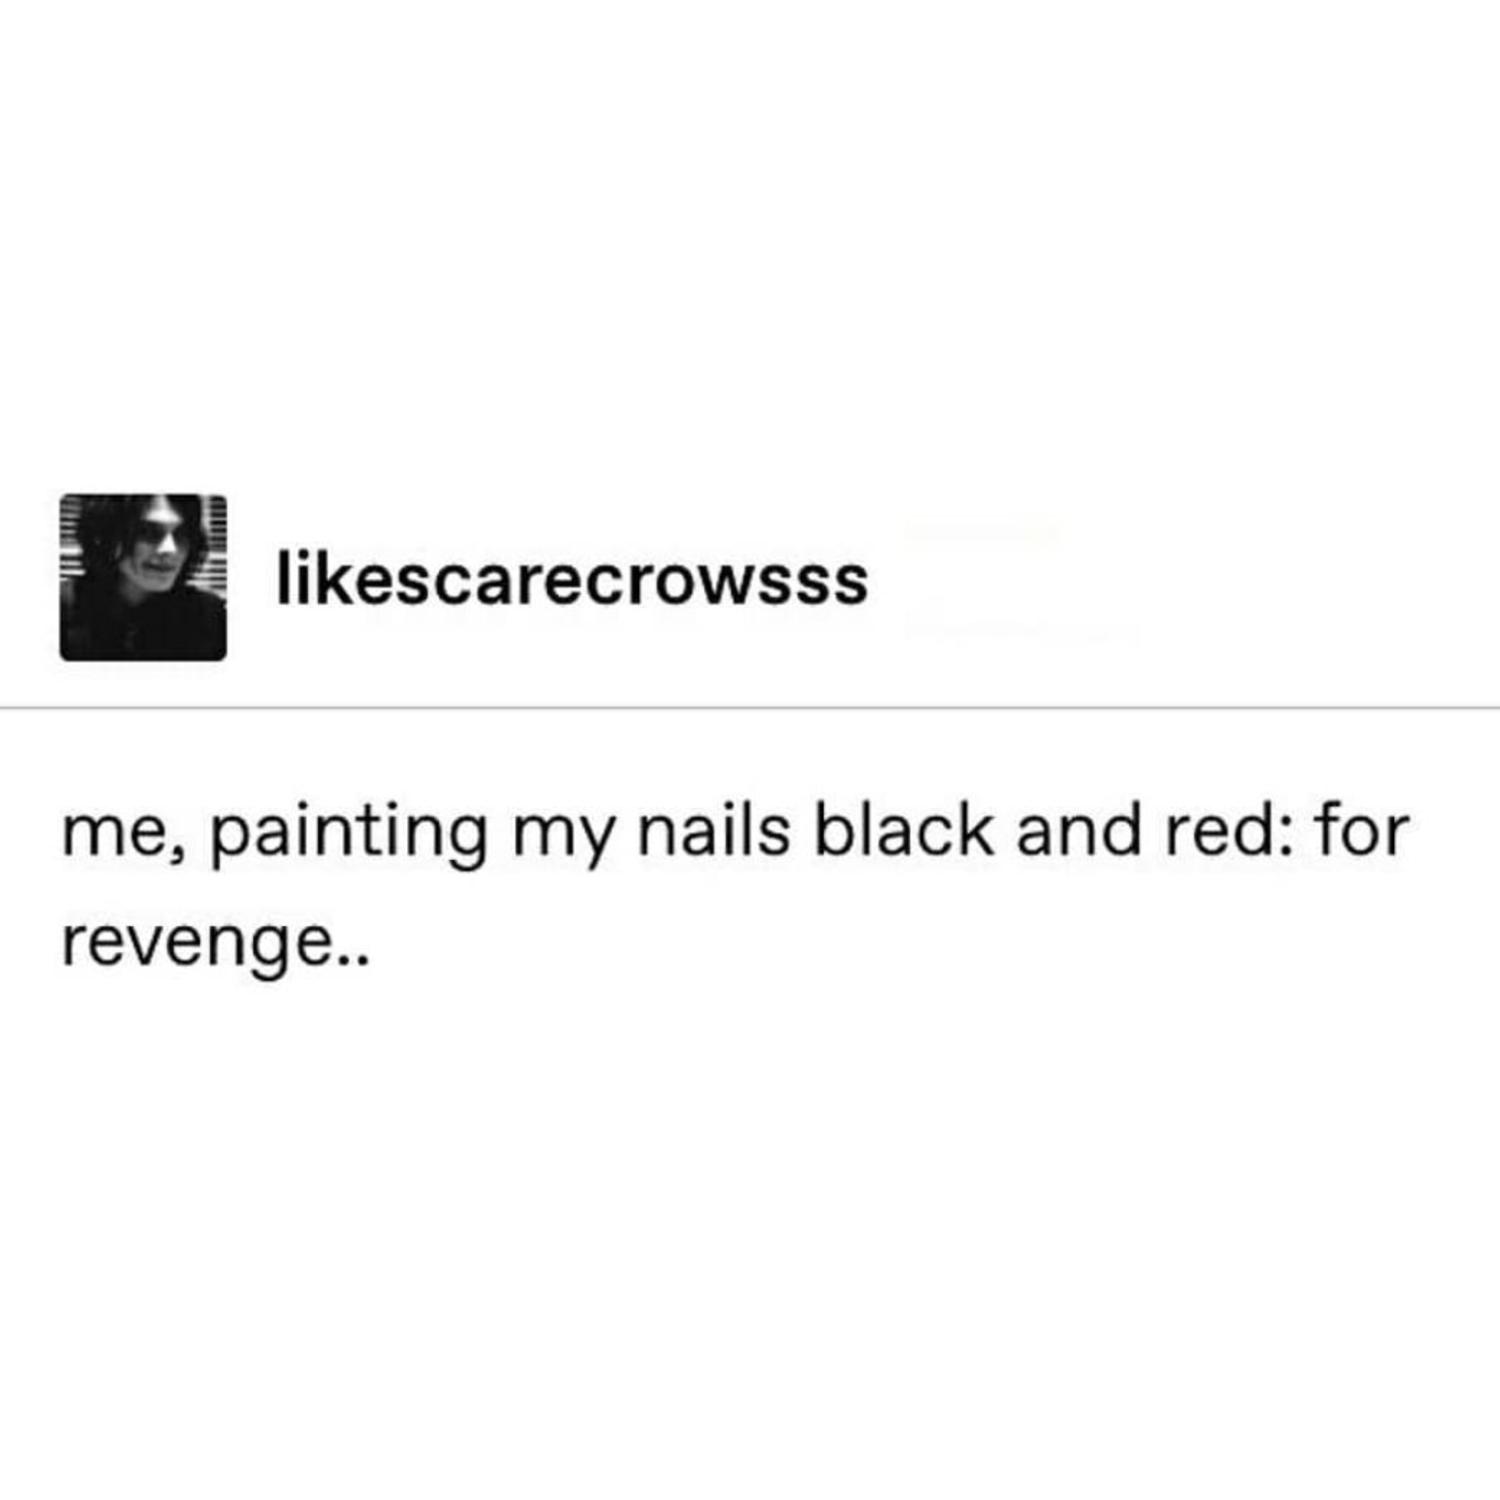 likescarecrowsss
me, painting my nails black and red: for
revenge..